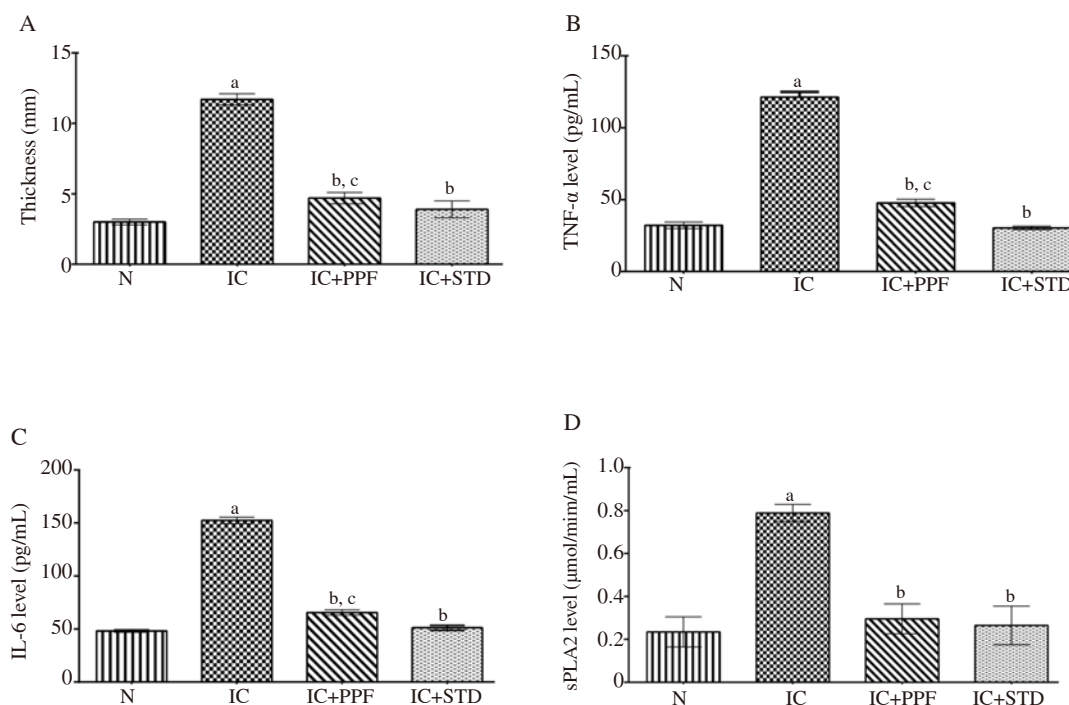 A
Thickness (mm)
15
10
5
0
a
b, c
b
N IC IC+PPF IC+STD
B
TNF-α level (pg/mL)
150
100
50
0
a
b, c
b
N IC IC+PPF IC+STD
C
IL-6 level (pg/mL)
200
150
100
50
0
a
b, c
b
N IC IC+PPF IC+STD
D
sPLA2 level (μmol/mim/mL)
1.0
0.8
0.6
0.4
0.2
0
a
b
b
N IC IC+PPF IC+STD